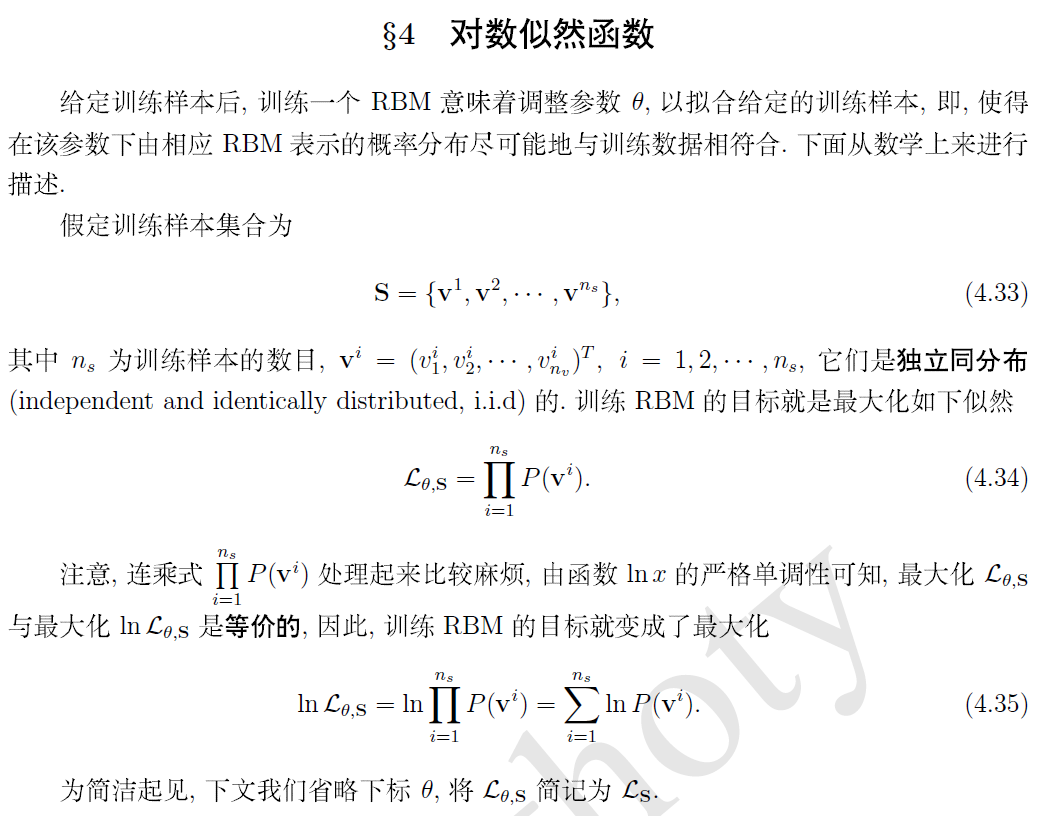 §4 对数似然函数
给定训练样本后, 训练一个 RBM 意味着调整参数 θ, 以拟合给定的训练样本, 即, 使得
在该参数下由相应 RBM 表示的概率分布尽可能地与训练数据相符合. 下面从数学上来进行
描述.
假定训练样本集合为
$\mathbf{S} = \{\mathbf{v}^1, \mathbf{v}^2, \cdots, \mathbf{v}^{n_s}\},$ (4.33)
其中 $n_s$ 为训练样本的数目, $\mathbf{v}^i = (v_1^i, v_2^i, \cdots, v_{n_v}^i)^T,\ i = 1, 2, \cdots, n_s$, 它们是独立同分布
(independent and identically distributed, i.i.d) 的. 训练 RBM 的目标就是最大化如下似然
$\mathcal{L}_{\theta,\mathbf{S}} = \prod_{i=1}^{n_s} P(\mathbf{v}^i).$ (4.34)
注意, 连乘式 $\prod_{i=1}^{n_s} P(\mathbf{v}^i)$ 处理起来比较麻烦, 由函数 $\ln x$ 的严格单调性可知, 最大化 $\mathcal{L}_{\theta,\mathbf{S}}$
与最大化 $\ln \mathcal{L}_{\theta,\mathbf{S}}$ 是等价的, 因此, 训练 RBM 的目标就变成了最大化
$\ln \mathcal{L}_{\theta,\mathbf{S}} = \ln \prod_{i=1}^{n_s} P(\mathbf{v}^i) = \sum_{i=1}^{n_s} \ln P(\mathbf{v}^i).$ (4.35)
为简洁起见, 下文我们省略下标 θ, 将 $\mathcal{L}_{\theta,\mathbf{S}}$ 简记为 $\mathcal{L}_{\mathbf{S}}$.